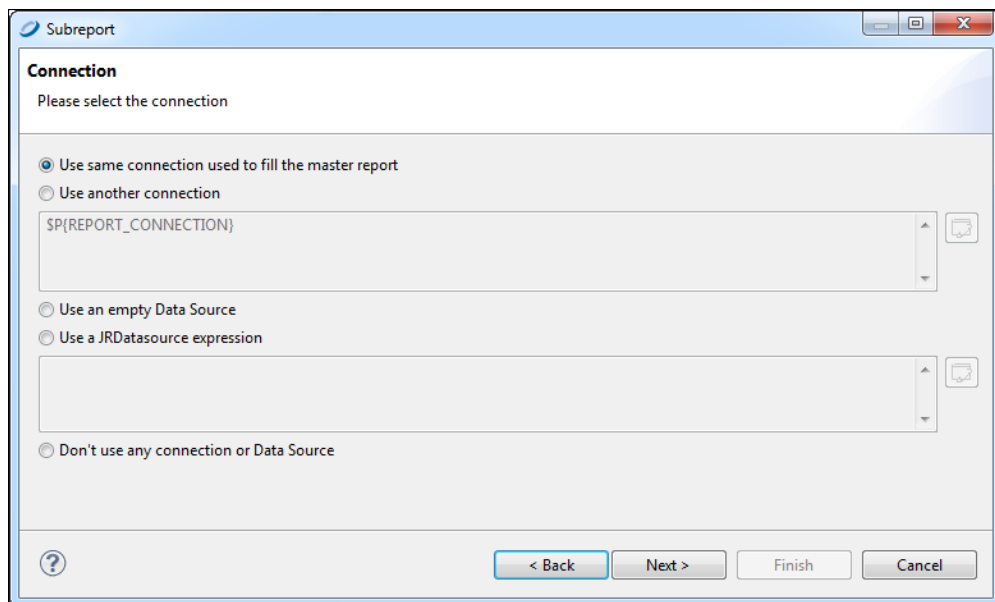 Subreport
Connection
Please select the connection
Use same connection used to fill the master report
Use another connection
$P{REPORT_CONNECTION}
Use an empty Data Source
Use a JRDatasource expression
Don't use any connection or Data Source
< Back Next > Finish Cancel